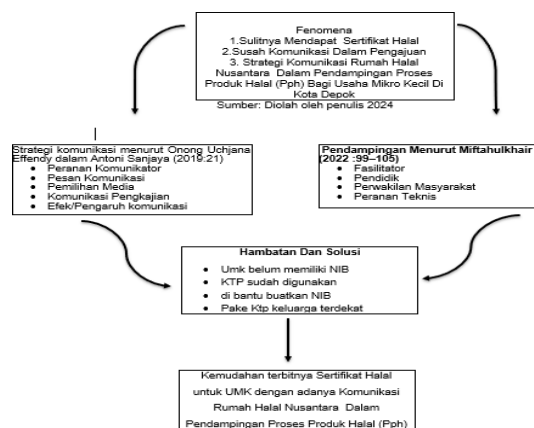 Fenomena
1.Sulitnya Mendapat Sertifikat Halal
2.Susah Komunikasi Dalam Pengajuan
3. Strategi Komunikasi Rumah Halal
Nusantara Dalam Pendampingan Proses
Produk Halal (Pph) Bagi Usaha Mikro Kecil Di
Kota Depok
Sumber: Diolah oleh penulis 2024
Strategi komunikasi menurut Onong Uchjana
Effendy dalam Antoni Sanjaya (2019:21)
• Peranan Komunikator
• Pesan Komunikasi
• Pemilihan Media
• Komunikasi Pengkajian
• Efek/Pengaruh komunikasi
Pendampingan Menurut Miftahulkhair
(2022 :99–105)
• Fasilitator
• Pendidik
• Perwakilan Masyarakat
• Peranan Teknis
Hambatan Dan Solusi
• Umk belum memiliki NIB
• KTP sudah digunakan
• di bantu buatkan NIB
• Pake Ktp keluarga terdekat
Kemudahan terbitnya Sertifikat Halal
untuk UMK dengan adanya Komunikasi
Rumah Halal Nusantara Dalam
Pendampingan Proses Produk Halal (Pph)